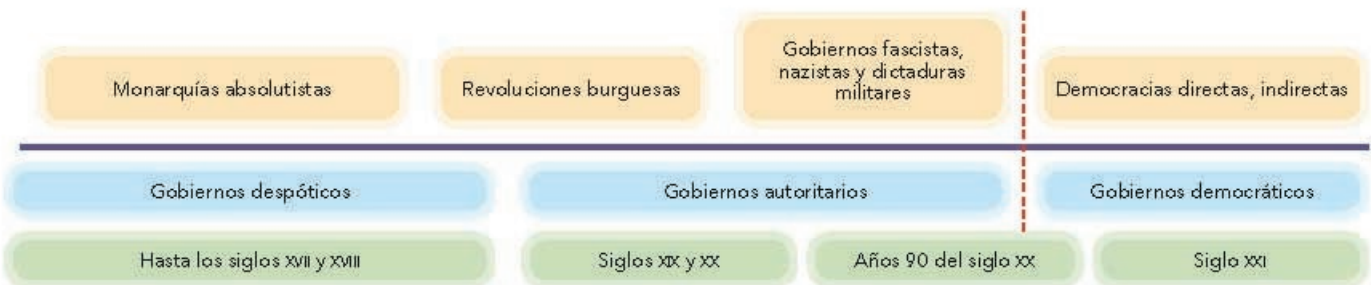 Monarquías absolutistas
Revoluciones burguesas
Gobiernos fascistas,
nazistas y dictaduras
militares
Democracias directas, indirectas
Gobiernos despóticos
Gobiernos autoritarios
Gobiernos democráticos
Hasta los siglos XVII y XVIII
Siglos XIX y XX
Años 90 del siglo XX
Siglo XXI